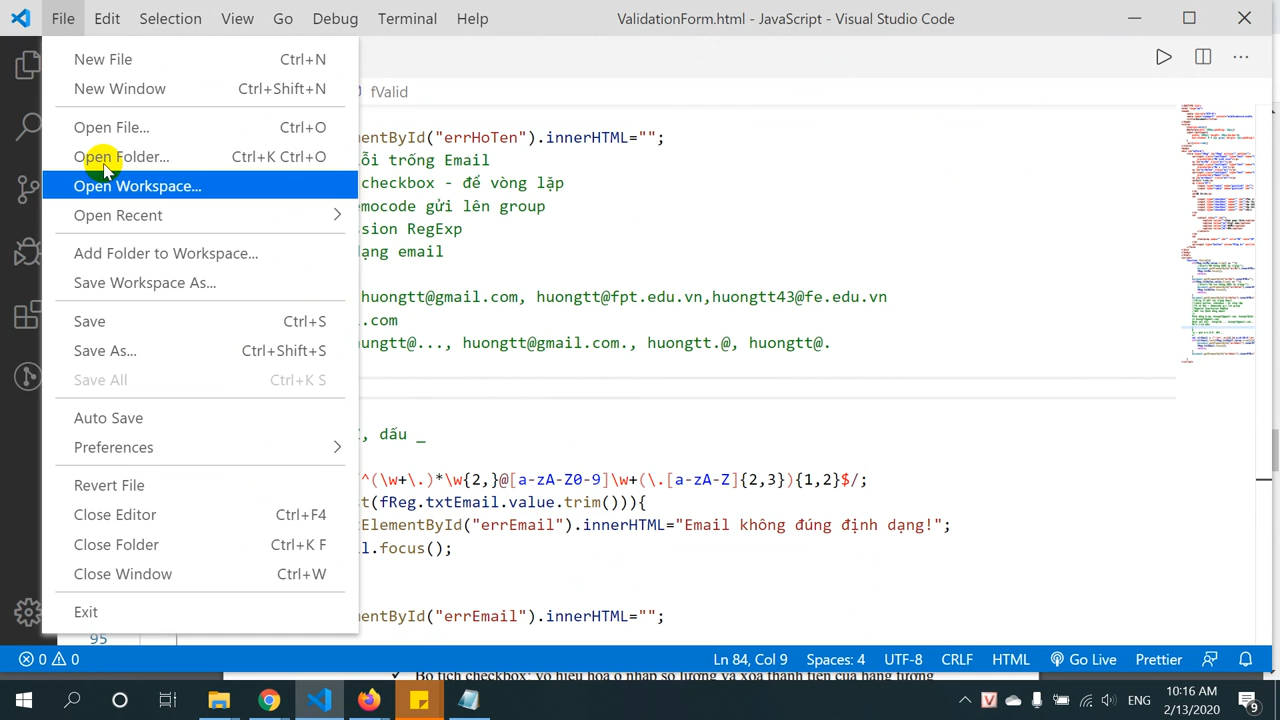 File Edit Selection View Go Debug Terminal Help ValidationForm.html - JavaScript - Visual Studio Code
New File Ctrl+N
New Window Ctrl+Shift+N
Open File... Ctrl+O
Open Folder... Ctrl+K Ctrl+O
Open Workspace...
Open Recent
Add Folder to Workspace...
Save Workspace As...
Save Ctrl+S
Save As... Ctrl+Shift+S
Save All Ctrl+K S
Auto Save
Preferences
Revert File
Close Editor Ctrl+F4
Close Folder Ctrl+K F
Close Window Ctrl+W
Exit
fValid
mentById("errHoTen").innerHTML="";
trống Email
checkbox - để vòng lặp
emocode gửi lên group
sion RegExp
ạng email
huongtt@gmail.com, huongtt@fpt.edu.vn,huongtt43@fe.edu.vn
.com
hungtt@..., huongtt@gmail.com., huongtt.@, huongtt@.
, dấu _
^(\w+\.)*\w{2,}@[a-zA-Z0-9]\w+(\.[a-zA-Z]{2,3}){1,2}$/;
t(fReg.txtEmail.value.trim())){
tElementById("errEmail").innerHTML="Email không đúng định dạng!";
l.focus();
mentById("errEmail").innerHTML="";
95
0 0 Ln 84, Col 9 Spaces: 4 UTF-8 CRLF HTML Go Live Prettier
ENG 10:16 AM
2/13/2020 9